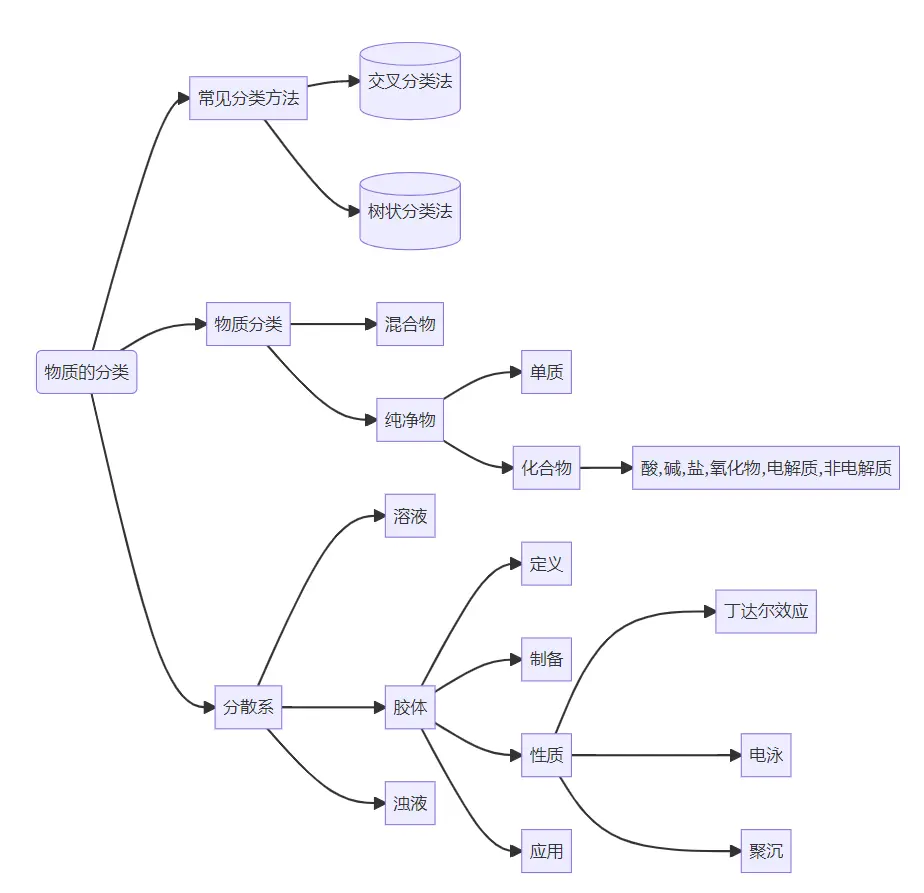 交叉分类法
常见分类方法
树状分类法
物质分类
混合物
物质的分类
单质
纯净物
化合物
酸,碱,盐,氧化物,电解质,非电解质
溶液
定义
丁达尔效应
制备
分散系
胶体
性质
电泳
浊液
应用
聚沉